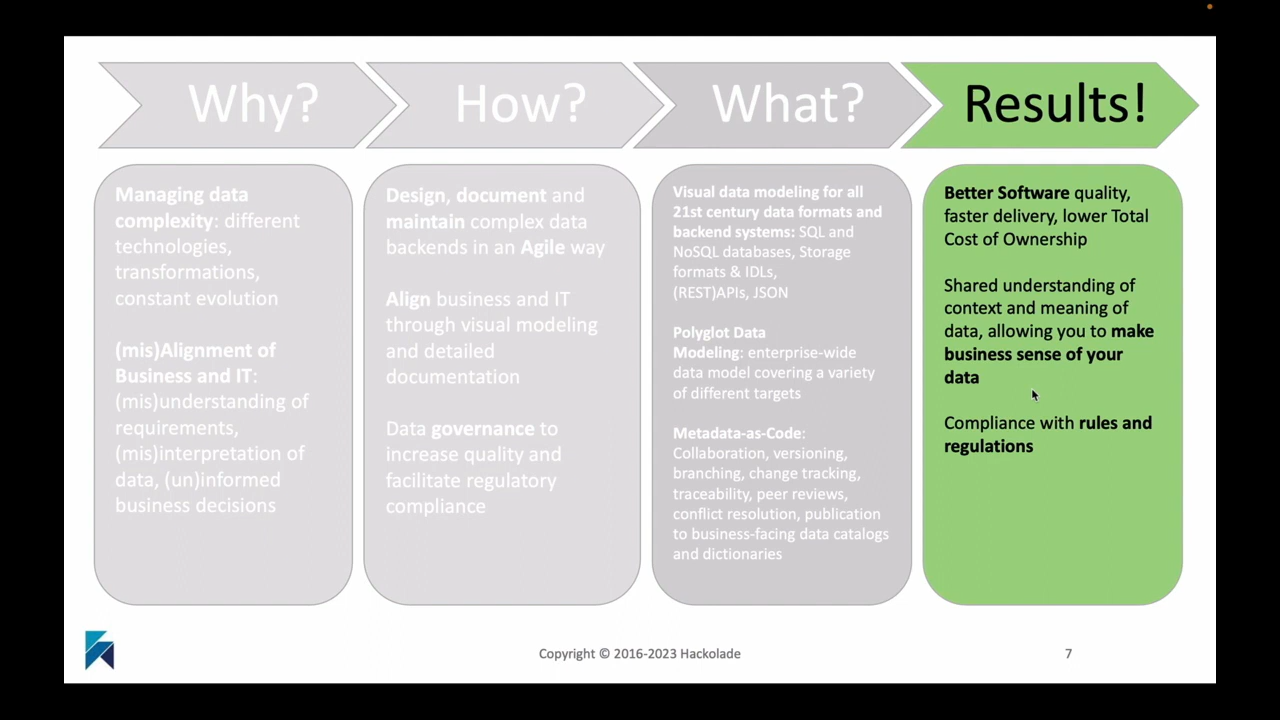 Why?
How?
What?
Results!
Managing data
complexity: different
technologies,
transformations,
constant evolution
(mis)Alignment of
Business and IT:
(mis)understanding of
requirements,
(mis)interpretation of
data, (un)informed
business decisions
Design, document and
maintain complex data
backends in an Agile way
Align business and IT
through visual modeling
and detailed
documentation
Data governance to
increase quality and
facilitate regulatory
compliance
Visual data modeling for all
21st century data formats and
backend systems: SQL and
NoSQL databases, Storage
formats & IDLs,
(REST)APIs, JSON
Polyglot Data
Modeling: enterprise-wide
data model covering a variety
of different targets
Metadata-as-Code:
Collaboration, versioning,
branching, change tracking,
traceability, peer reviews,
conflict resolution, publication
to business-facing data catalogs
and dictionaries
Better Software quality,
faster delivery, lower Total
Cost of Ownership
Shared understanding of
context and meaning of
data, allowing you to make
business sense of your
data
Compliance with rules and
regulations
Copyright © 2016-2023 Hackolade
7